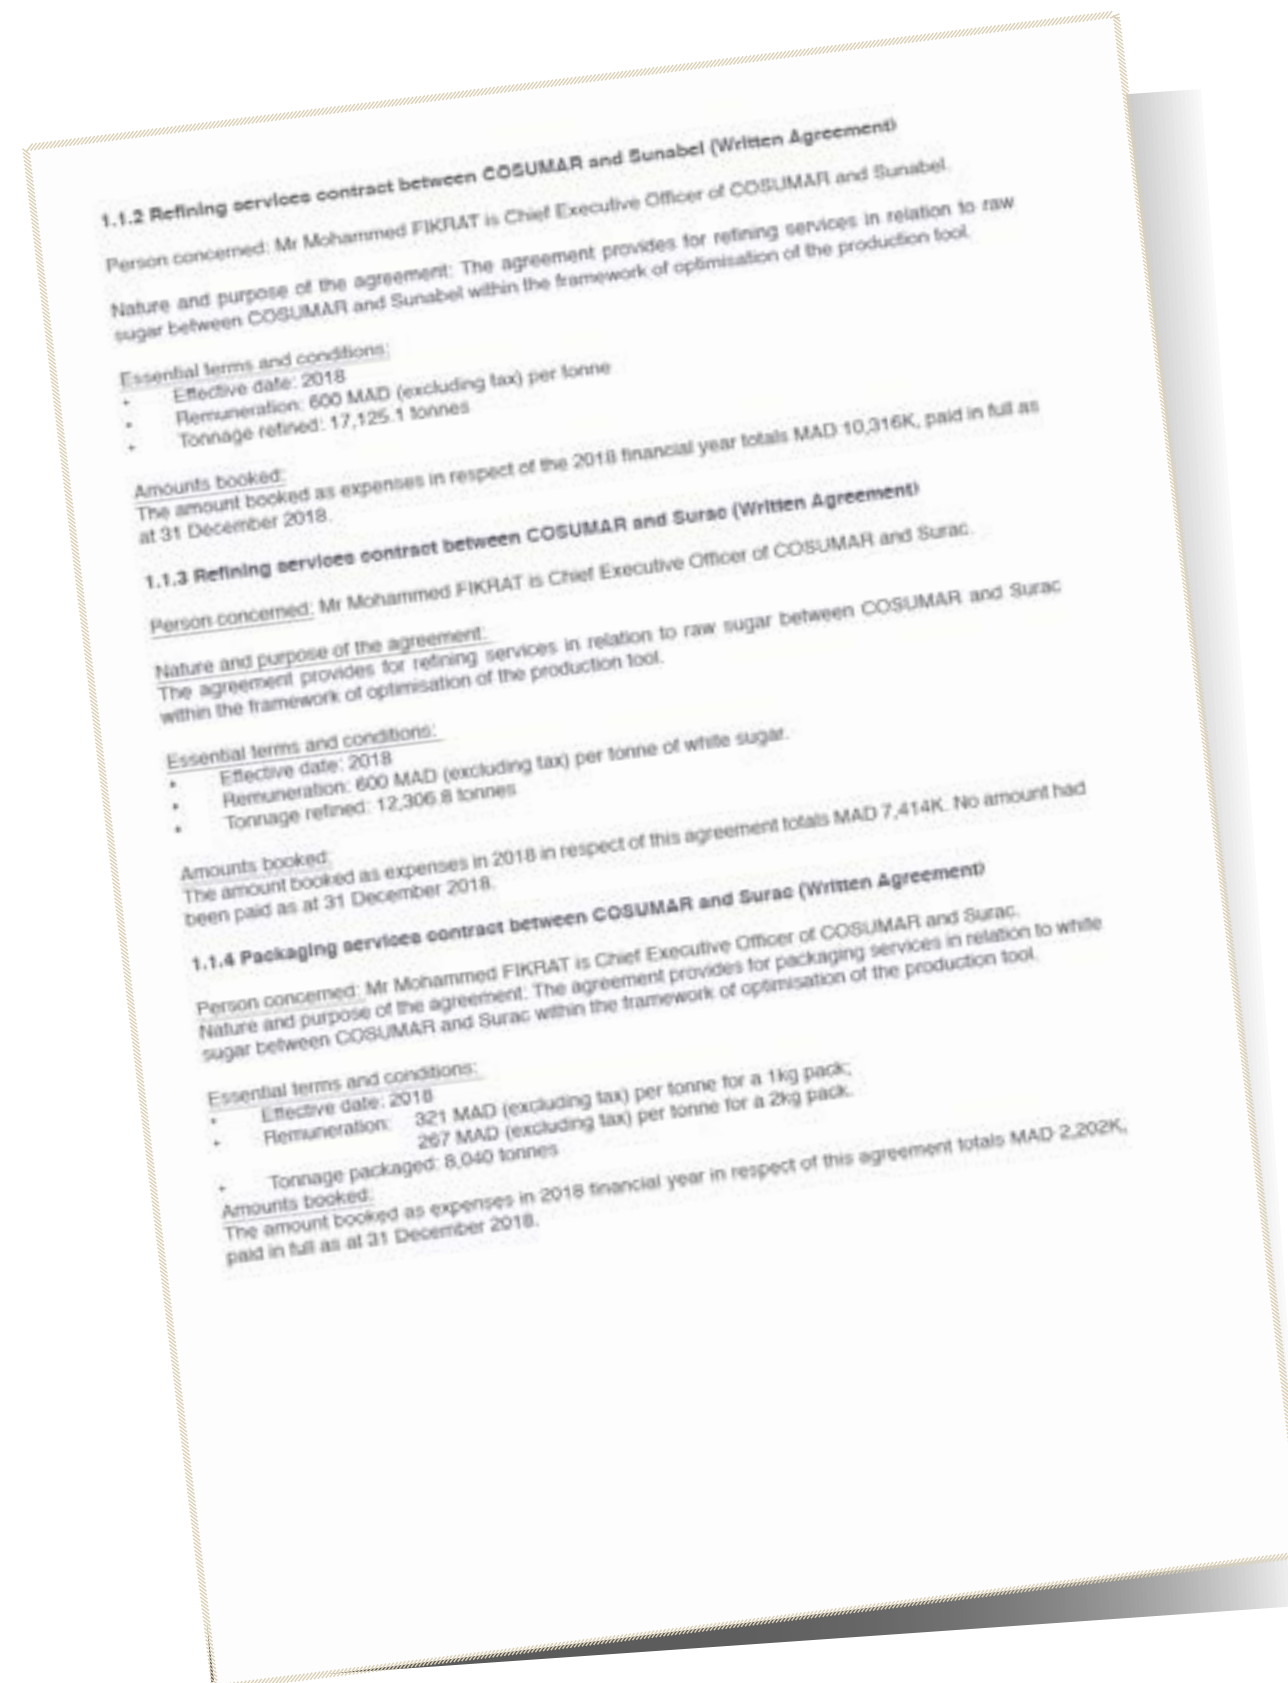 1.1.2 Refining services contract between COSUMAR and Sunabel (Written Agreement)
Person concerned: Mr Mohammed FIKRAT is Chief Executive Officer of COSUMAR and Sunabel.
Nature and purpose of the agreement: The agreement provides for refining services in relation to raw
sugar between COSUMAR and Sunabel within the framework of optimisation of the production tool.
Essential terms and conditions:
• Effective date: 2018
• Remuneration: 600 MAD (excluding tax) per tonne
• Tonnage refined: 17,125.1 tonnes
Amounts booked:
The amount booked as expenses in respect of the 2018 financial year totals MAD 10,316K, paid in full as
at 31 December 2018.
1.1.3 Refining services contract between COSUMAR and Surac (Written Agreement)
Person concerned: Mr Mohammed FIKRAT is Chief Executive Officer of COSUMAR and Surac.
Nature and purpose of the agreement:
The agreement provides for refining services in relation to raw sugar between COSUMAR and Surac
within the framework of optimisation of the production tool.
Essential terms and conditions:
• Effective date: 2018
• Remuneration: 600 MAD (excluding tax) per tonne of white sugar.
• Tonnage refined: 12,306.8 tonnes
Amounts booked:
The amount booked as expenses in 2018 in respect of this agreement totals MAD 7,414K. No amount had
been paid as at 31 December 2018.
1.1.4 Packaging services contract between COSUMAR and Surac (Written Agreement)
Person concerned: Mr Mohammed FIKRAT is Chief Executive Officer of COSUMAR and Surac.
Nature and purpose of the agreement: The agreement provides for packaging services in relation to white
sugar between COSUMAR and Surac within the framework of optimisation of the production tool.
Essential terms and conditions:
• Effective date: 2018
• Remuneration: 321 MAD (excluding tax) per tonne for a 1kg pack;
267 MAD (excluding tax) per tonne for a 2kg pack.
• Tonnage packaged: 8,040 tonnes
Amounts booked:
The amount booked as expenses in 2018 financial year in respect of this agreement totals MAD 2,202K,
paid in full as at 31 December 2018.